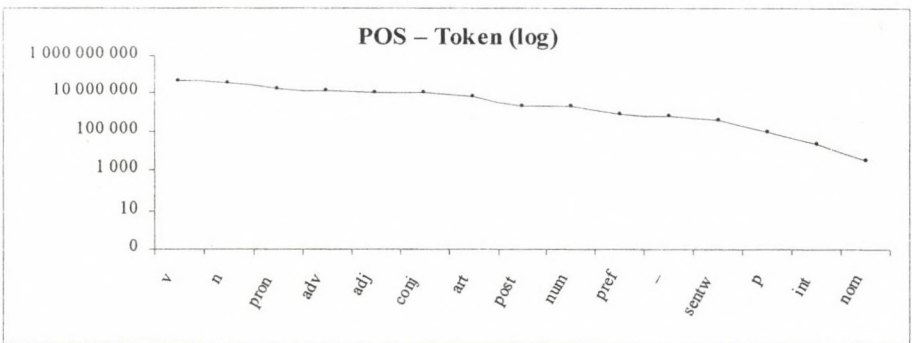 POS – Token (log)
1 000 000 000
10 000 000
100 000
1 000
10
0
v n pron adv adj conj art post num pref – sentw p int nom